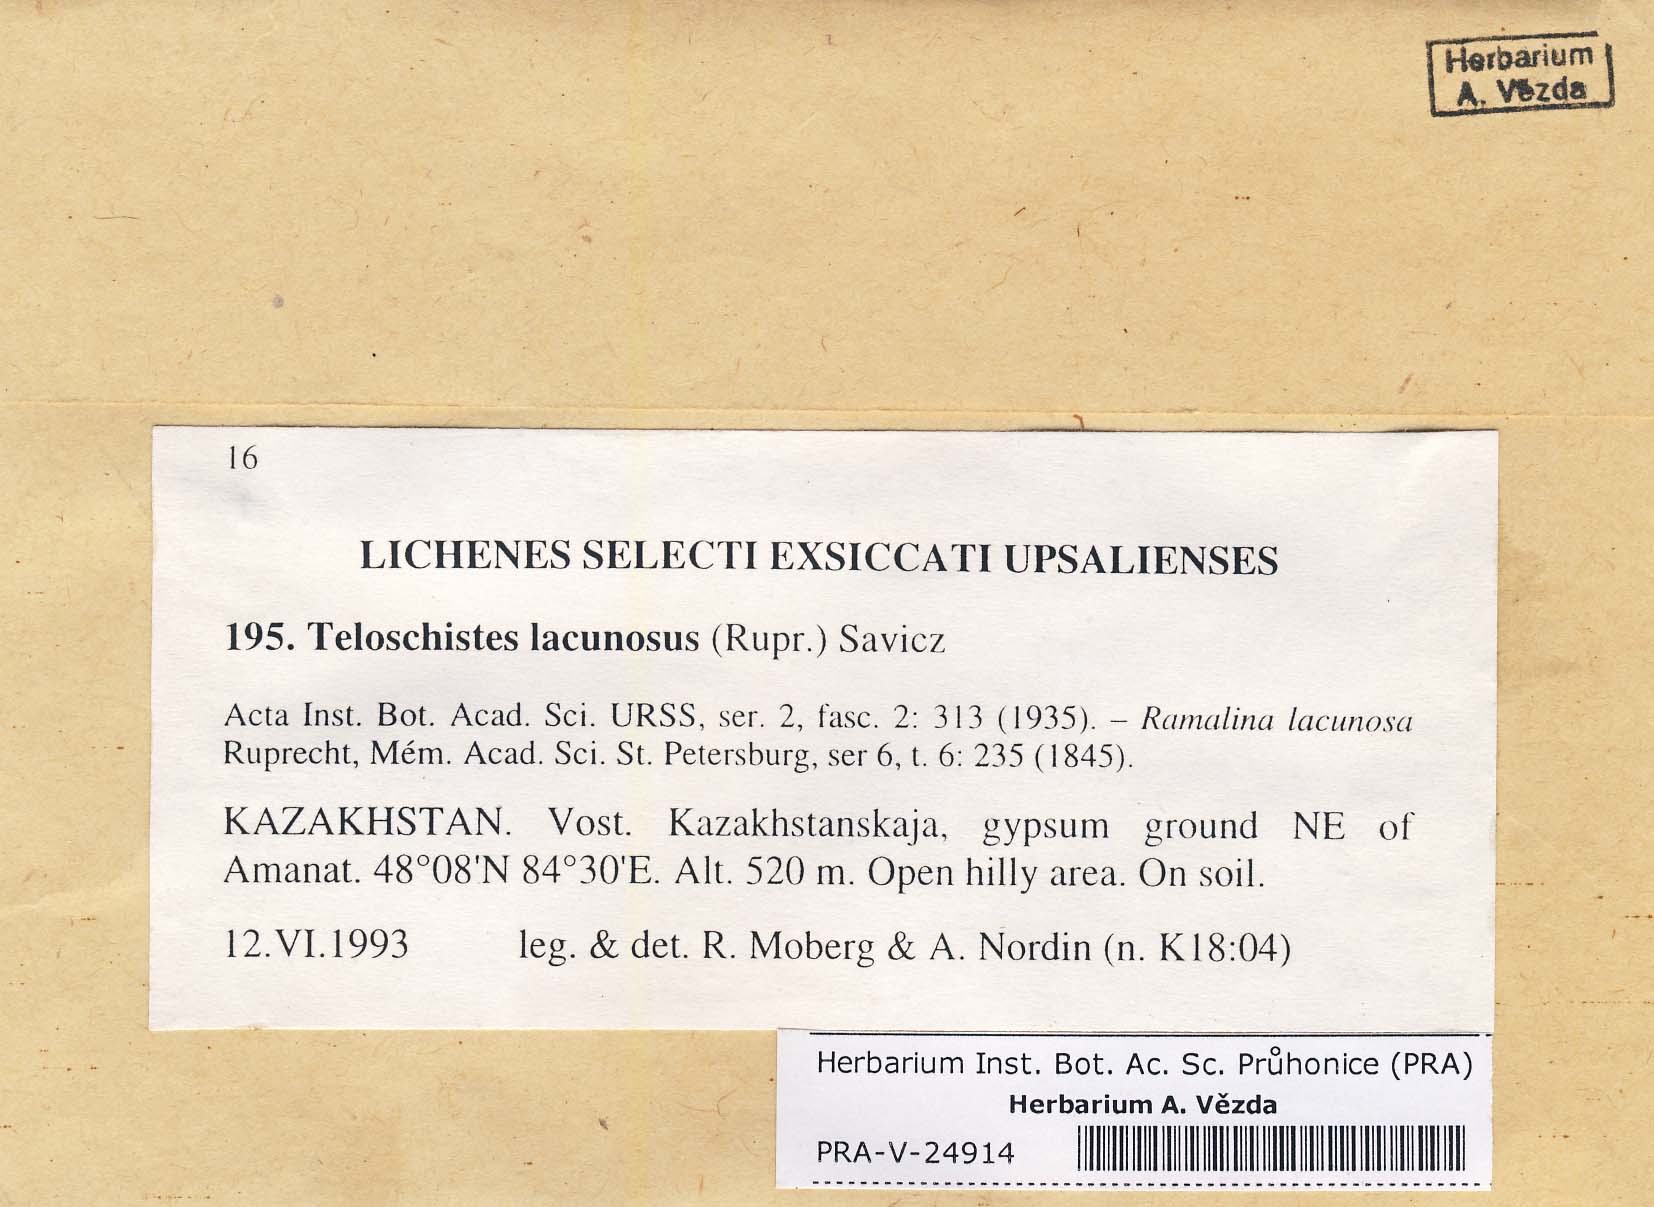 Herbarium
A. Vězda
16
LICHENES SELECTI EXSICCATI UPSALIENSES
195. Teloschistes lacunosus (Rupr.) Savicz
Acta Inst. Bot. Acad. Sci. URSS, ser. 2, fasc. 2: 313 (1935). – Ramalina lacunosa
Ruprecht, Mém. Acad. Sci. St. Petersburg, ser 6, t. 6: 235 (1845).
KAZAKHSTAN. Vost. Kazakhstanskaja, gypsum ground NE of
Amanat. 48°08'N 84°30'E. Alt. 520 m. Open hilly area. On soil.
12.VI.1993 leg. & det. R. Moberg & A. Nordin (n. K18:04)
Herbarium Inst. Bot. Ac. Sc. Průhonice (PRA)
Herbarium A. Vězda
PRA-V-24914